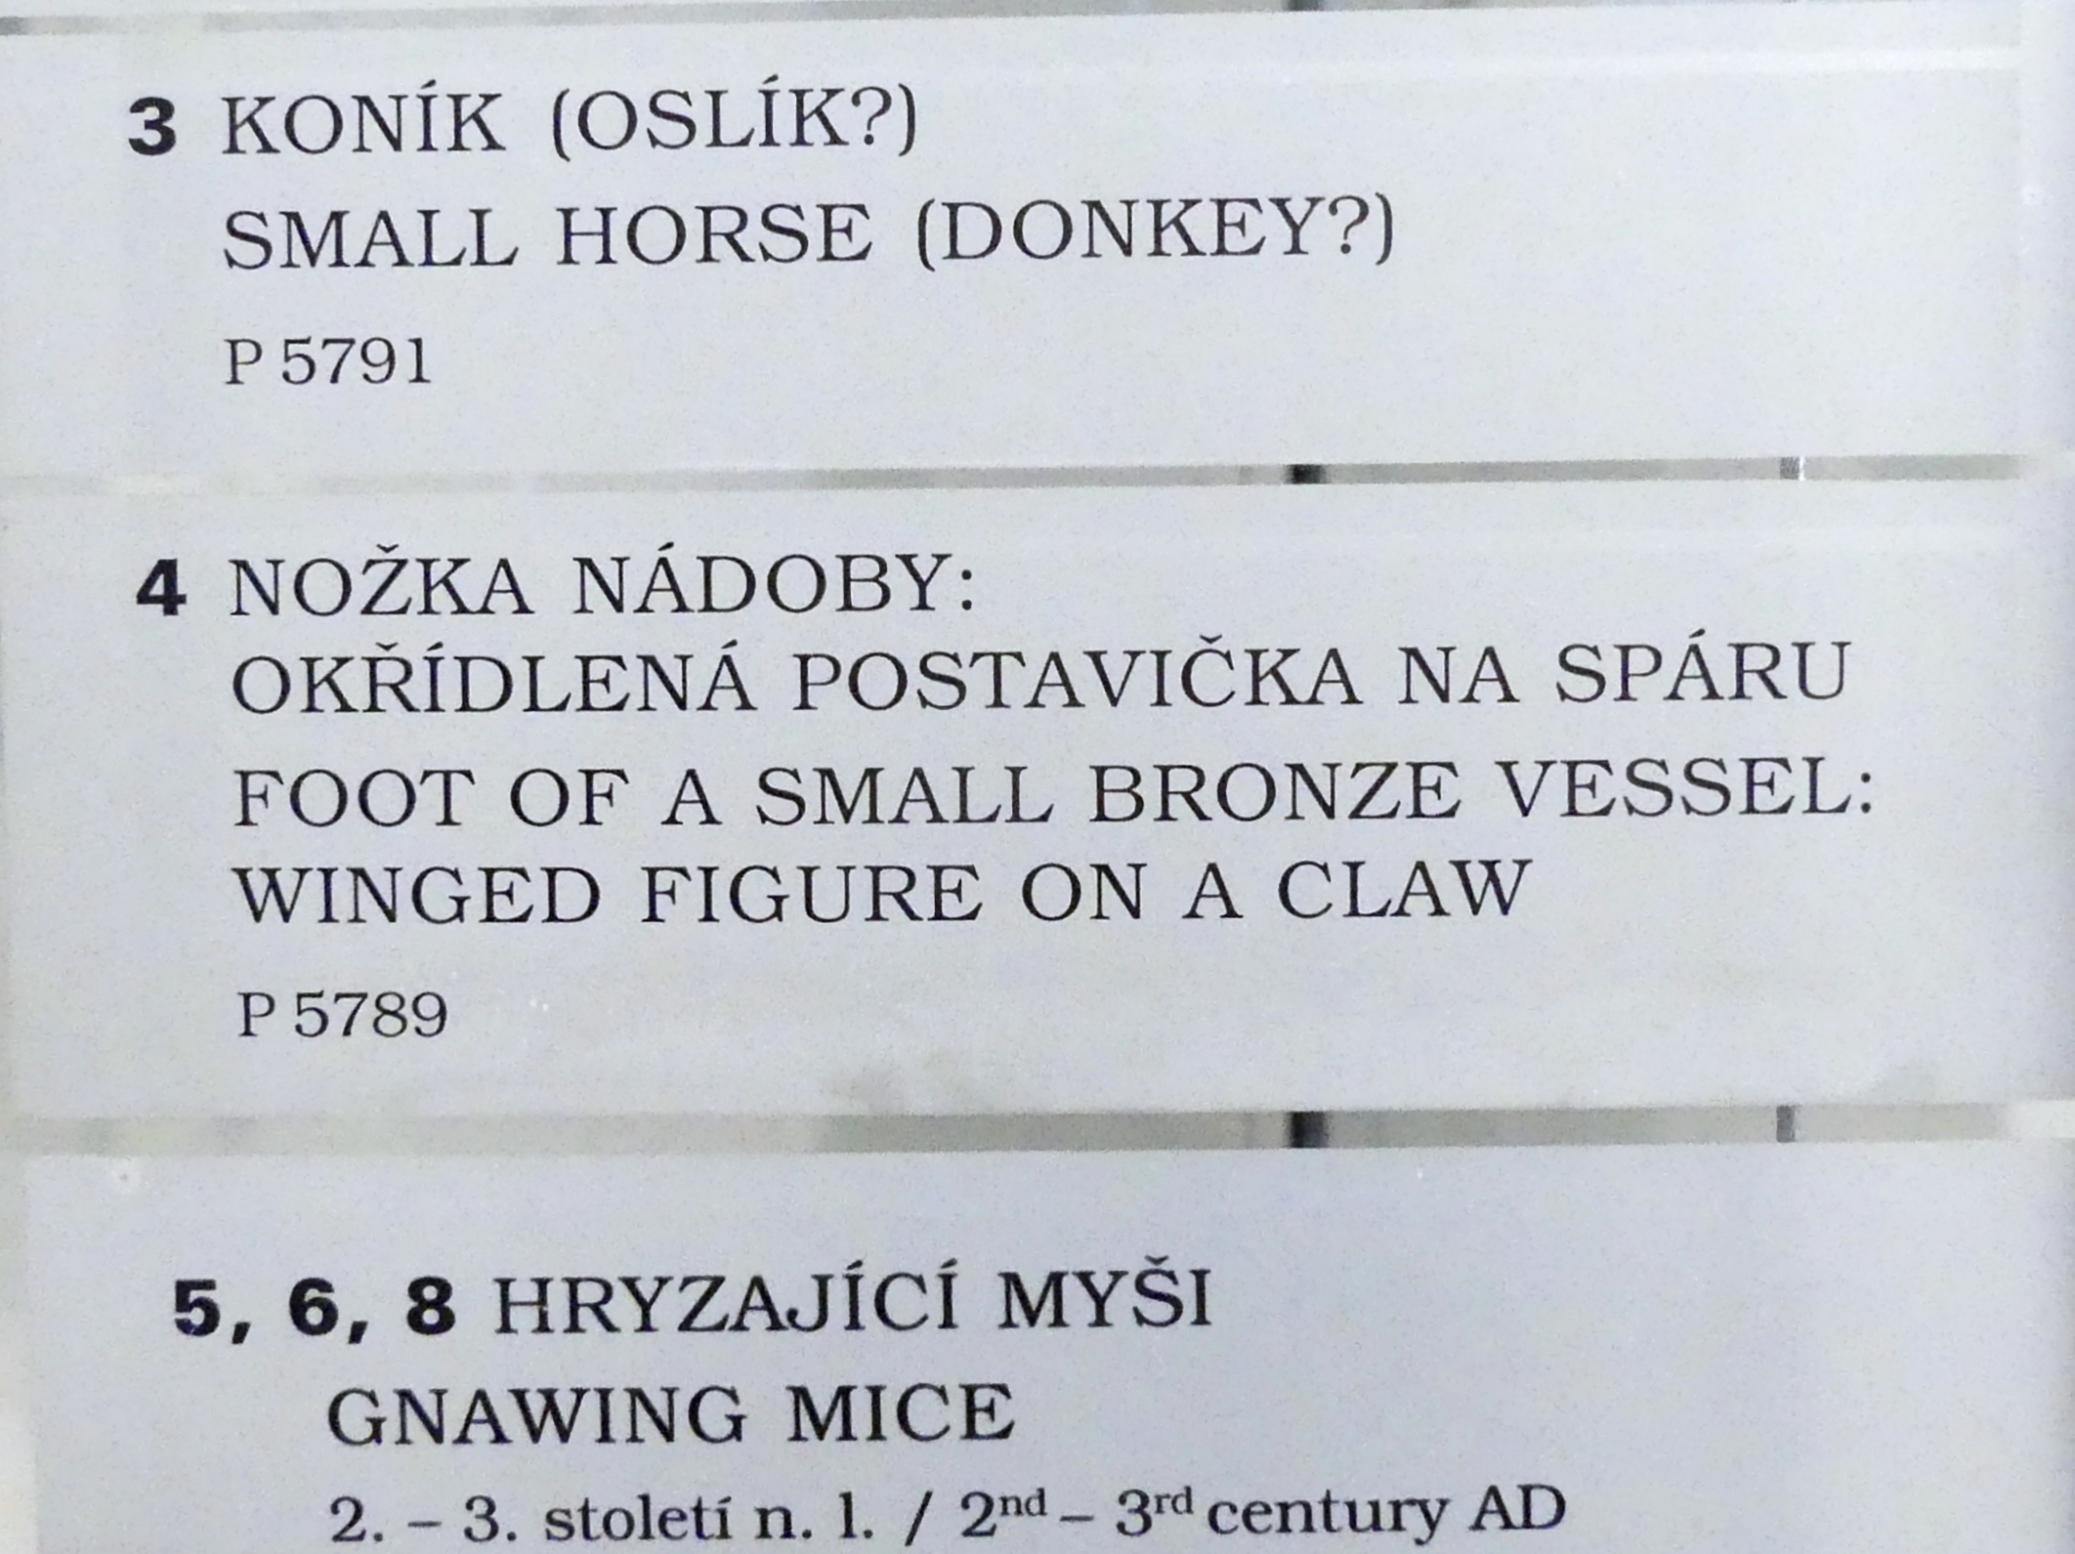 3 KONÍK (OSLÍK?)
SMALL HORSE (DONKEY?)
P 5791
4 NOŽKA NÁDOBY:
OKŘÍDLENÁ POSTAVIČKA NA SPÁRU
FOOT OF A SMALL BRONZE VESSEL:
WINGED FIGURE ON A CLAW
P 5789
5, 6, 8 HRYZAJÍCÍ MYŠI
GNAWING MICE
2. – 3. století n. l. / 2nd – 3rd century AD